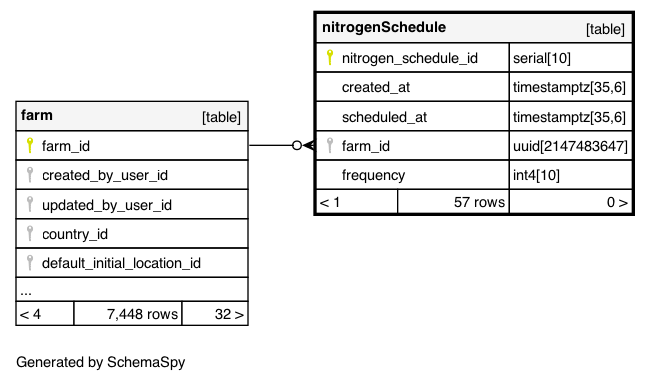 nitrogenSchedule [table]
nitrogen_schedule_id serial[10]
created_at timestamptz[35,6]
scheduled_at timestamptz[35,6]
farm_id uuid[2147483647]
frequency int4[10]
< 1 57 rows 0 >
farm [table]
farm_id
created_by_user_id
updated_by_user_id
country_id
default_initial_location_id
...
< 4 7,448 rows 32 >
Generated by SchemaSpy